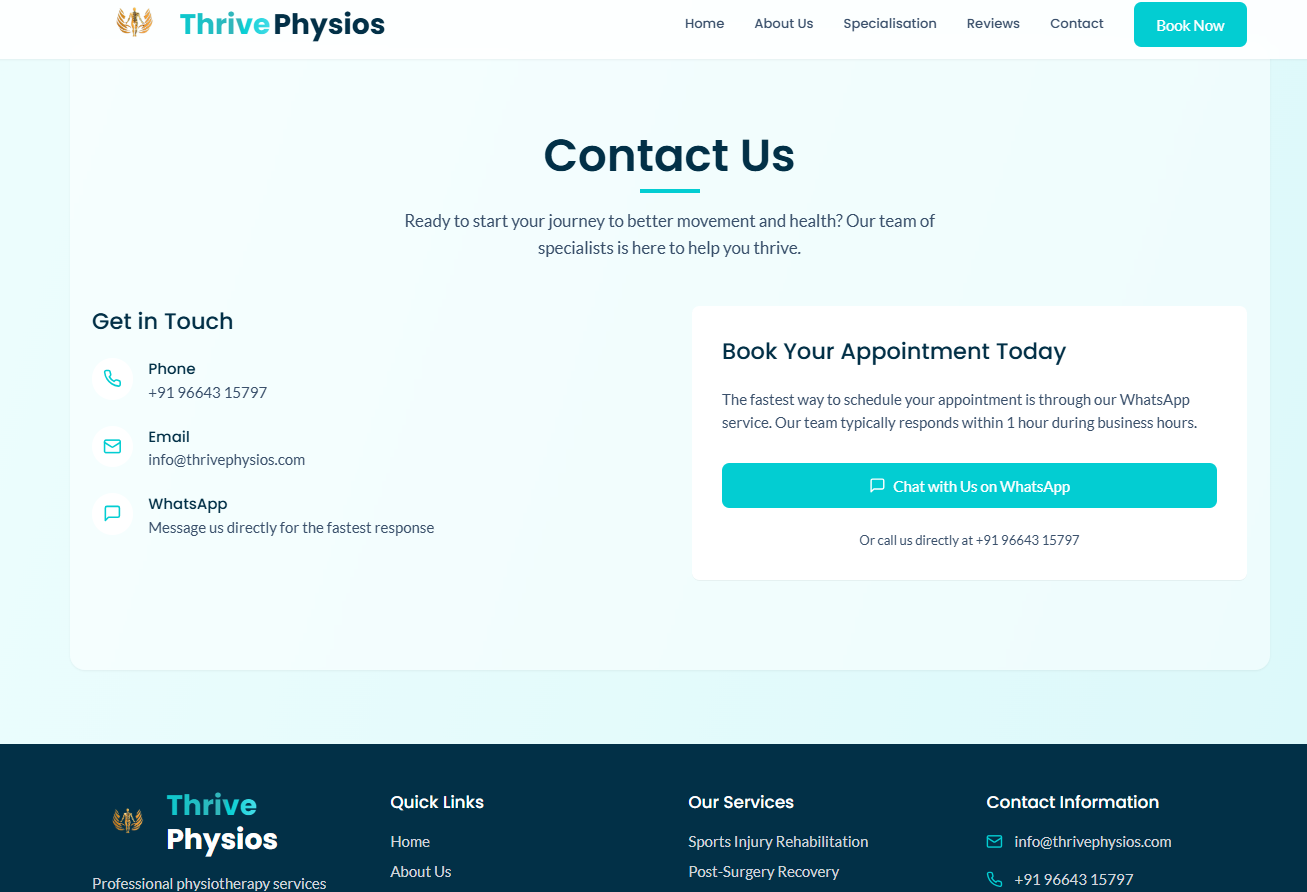 Thrive Physios
Home
About Us
Specialisation
Reviews
Contact
Book Now
Contact Us
Ready to start your journey to better movement and health? Our team of
specialists is here to help you thrive.
Get in Touch
Phone
+91 96643 15797
Email
info@thrivephysios.com
WhatsApp
Message us directly for the fastest response
Book Your Appointment Today
The fastest way to schedule your appointment is through our WhatsApp
service. Our team typically responds within 1 hour during business hours.
Chat with Us on WhatsApp
Or call us directly at +91 96643 15797
Thrive
Physios
Professional physiotherapy services
Quick Links
Home
About Us
Our Services
Sports Injury Rehabilitation
Post-Surgery Recovery
Contact Information
info@thrivephysios.com
+91 96643 15797